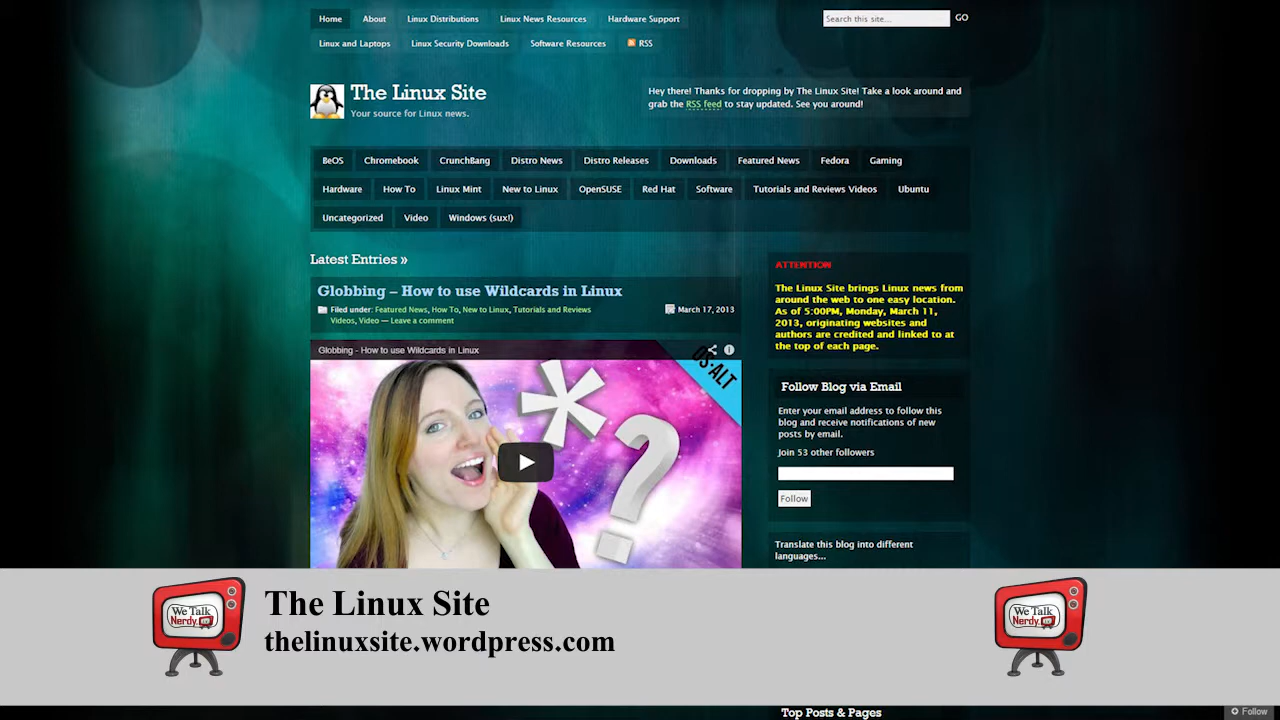 Home About Linux Distributions Linux News Resources Hardware Support
Search this site.... GO
Linux and Laptops Linux Security Downloads Software Resources RSS
The Linux Site
Your source for Linux news.
Hey there! Thanks for dropping by The Linux Site! Take a look around and
grab the RSS feed to stay updated. See you around!
BeOS Chromebook CrunchBang Distro News Distro Releases Downloads Featured News Fedora Gaming
Hardware How To Linux Mint New to Linux OpenSUSE Red Hat Software Tutorials and Reviews Videos Ubuntu
Uncategorized Video Windows (sux!)
Latest Entries »
Globbing – How to use Wildcards in Linux
Filed under: Featured News, How To, New to Linux, Tutorials and Reviews
Videos, Video — Leave a comment
March 17, 2013
Globbing - How to use Wildcards in Linux
OS.ALT
*?
ATTENTION
The Linux Site brings Linux news from
around the web to one easy location.
As of 5:00PM, Monday, March 11,
2013, originating websites and
authors are credited and linked to at
the top of each page.
Follow Blog via Email
Enter your email address to follow this
blog and receive notifications of new
posts by email.
Join 53 other followers
Follow
Translate this blog into different
languages...
We Talk
Nerdy
The Linux Site
thelinuxsite.wordpress.com
We Talk
Nerdy
Top Posts & Pages
Follow